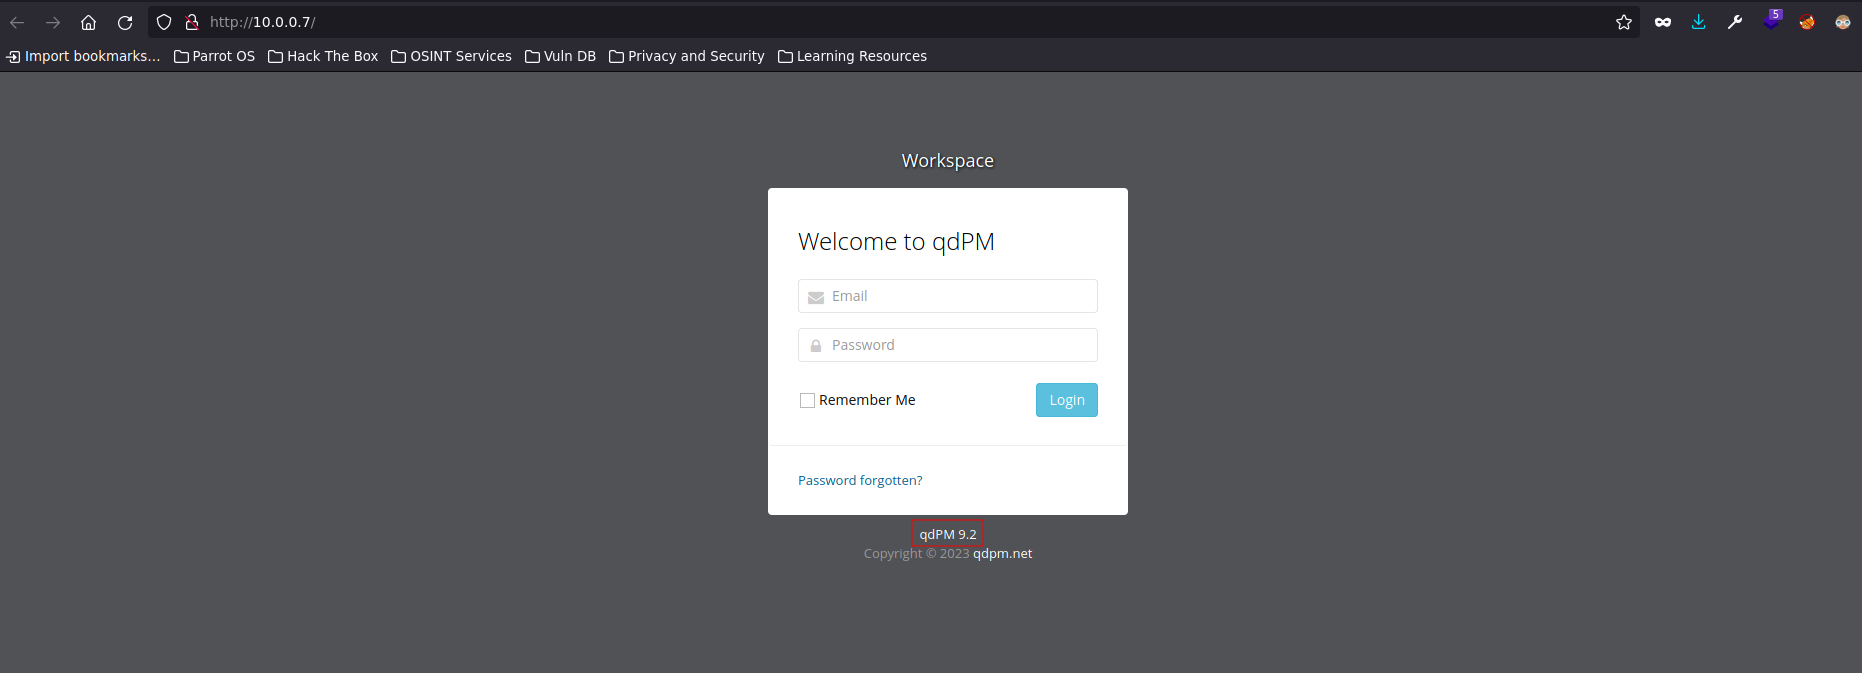 http://10.0.0.7/
5
Import bookmarks... Parrot OS Hack The Box OSINT Services Vuln DB Privacy and Security Learning Resources
Workspace
Welcome to qdPM
Email
Password
Remember Me Login
Password forgotten?
qdPM 9.2
Copyright © 2023 qdpm.net